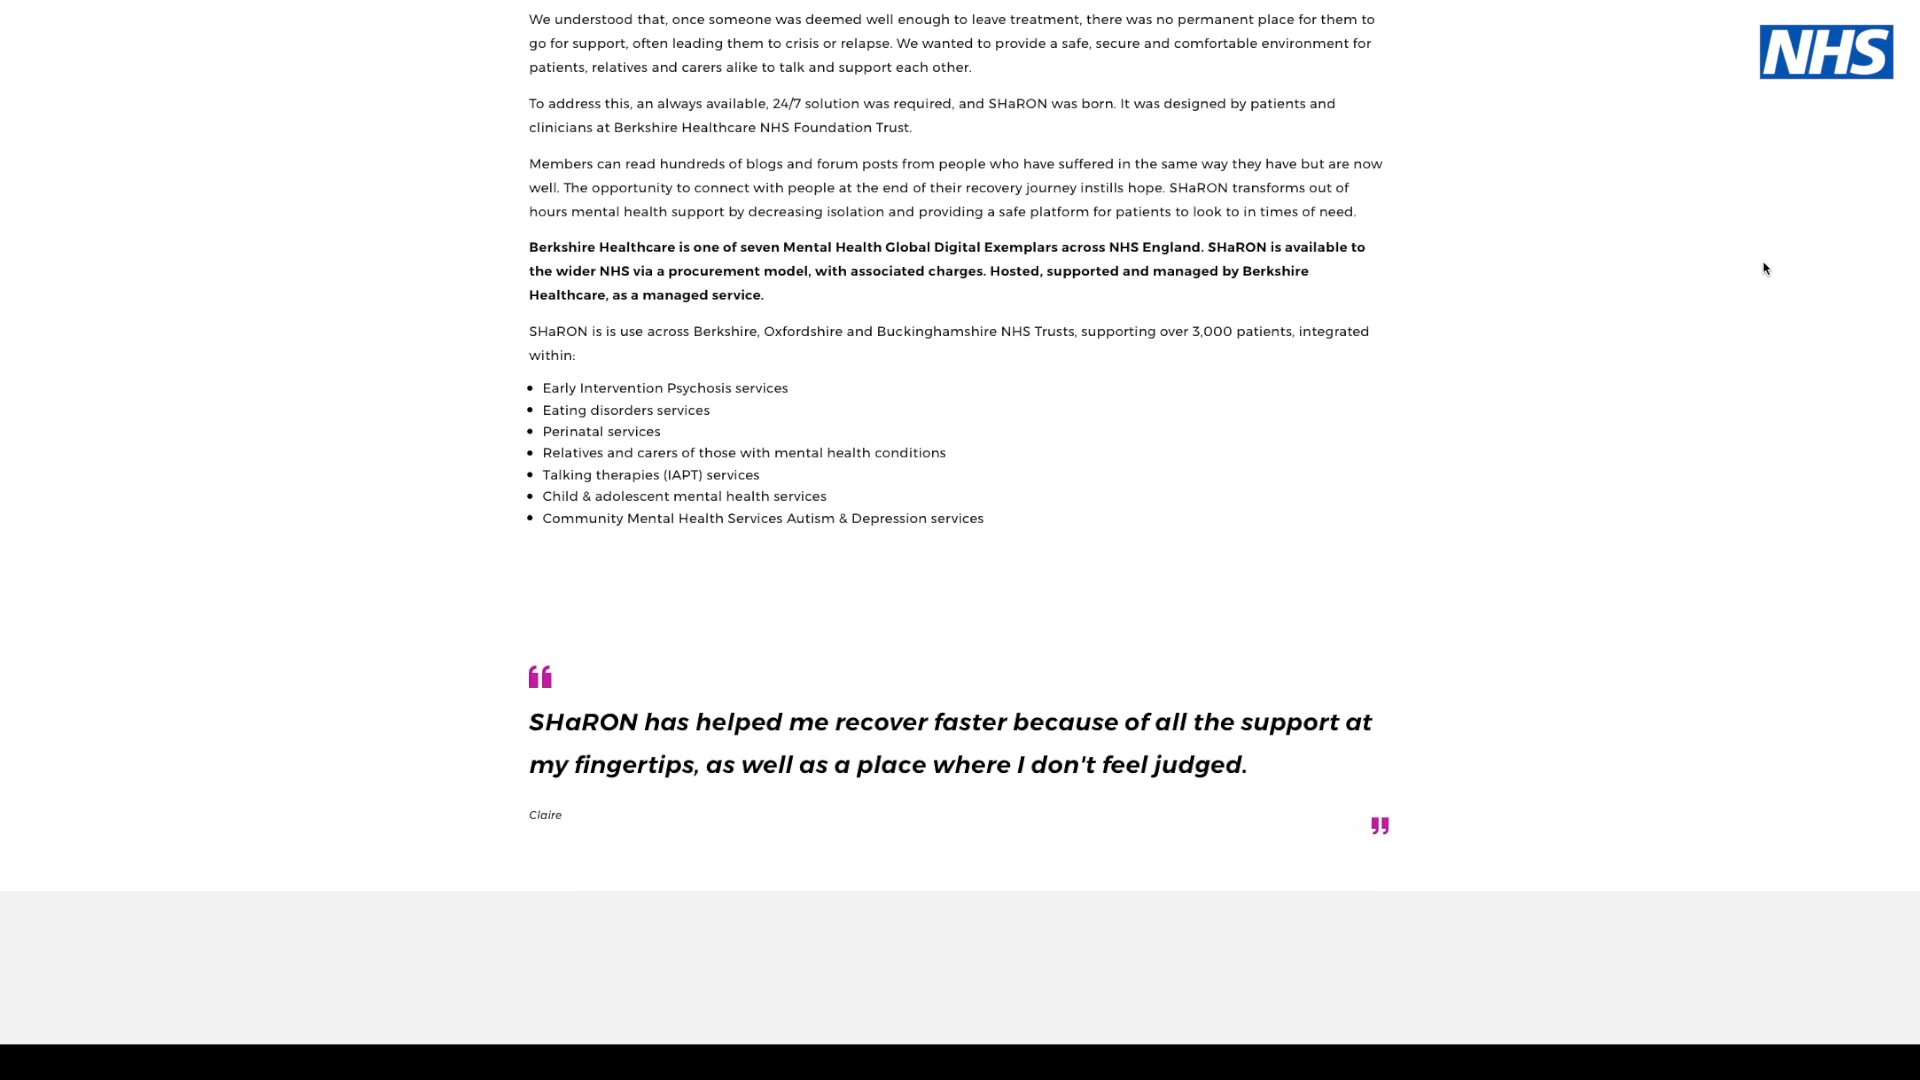 We understood that, once someone was deemed well enough to leave treatment, there was no permanent place for them to
go for support, often leading them to crisis or relapse. We wanted to provide a safe, secure and comfortable environment for
patients, relatives and carers alike to talk and support each other.
NHS
To address this, an always available, 24/7 solution was required, and SHaRON was born. It was designed by patients and
clinicians at Berkshire Healthcare NHS Foundation Trust.
Members can read hundreds of blogs and forum posts from people who have suffered in the same way they have but are now
well. The opportunity to connect with people at the end of their recovery journey instills hope. SHaRON transforms out of
hours mental health support by decreasing isolation and providing a safe platform for patients to look to in times of need.
Berkshire Healthcare is one of seven Mental Health Global Digital Exemplars across NHS England. SHaRON is available to
the wider NHS via a procurement model, with associated charges. Hosted, supported and managed by Berkshire
Healthcare, as a managed service.
SHaRON is is use across Berkshire, Oxfordshire and Buckinghamshire NHS Trusts, supporting over 3,000 patients, integrated
within:
• Early Intervention Psychosis services
• Eating disorders services
• Perinatal services
• Relatives and carers of those with mental health conditions
• Talking therapies (IAPT) services
• Child & adolescent mental health services
• Community Mental Health Services Autism & Depression services
“
SHaRON has helped me recover faster because of all the support at
my fingertips, as well as a place where I don't feel judged.
Claire
”